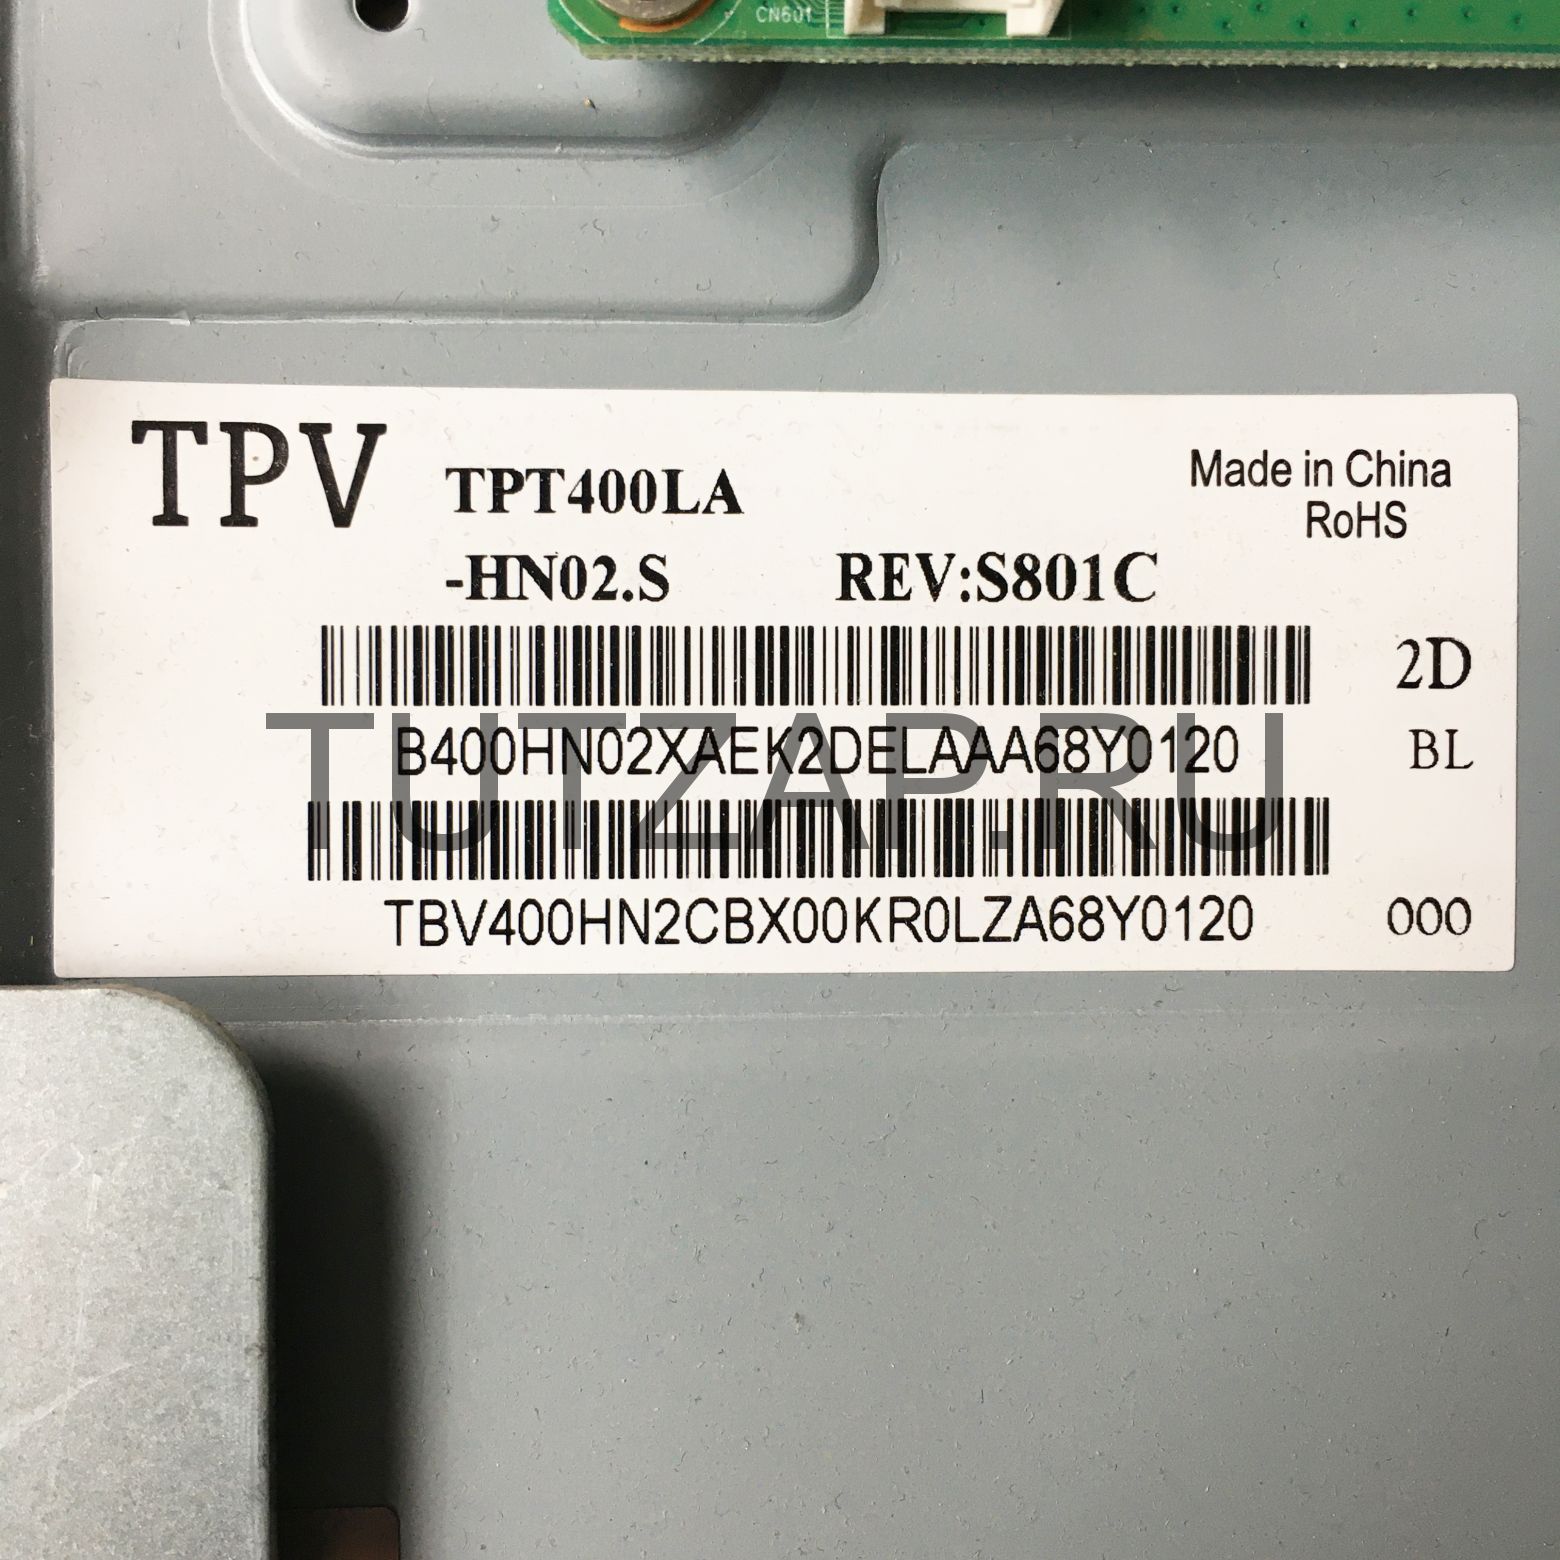 CN601
TPV TPT400LA
Made in China
RoHS
-HN02.S REV:S801C
2D
B400HN02XAEK2DELAAA68Y0120
BL
TUTZAP.RU
TBV400HN2CBX00KR0LZA68Y0120
000